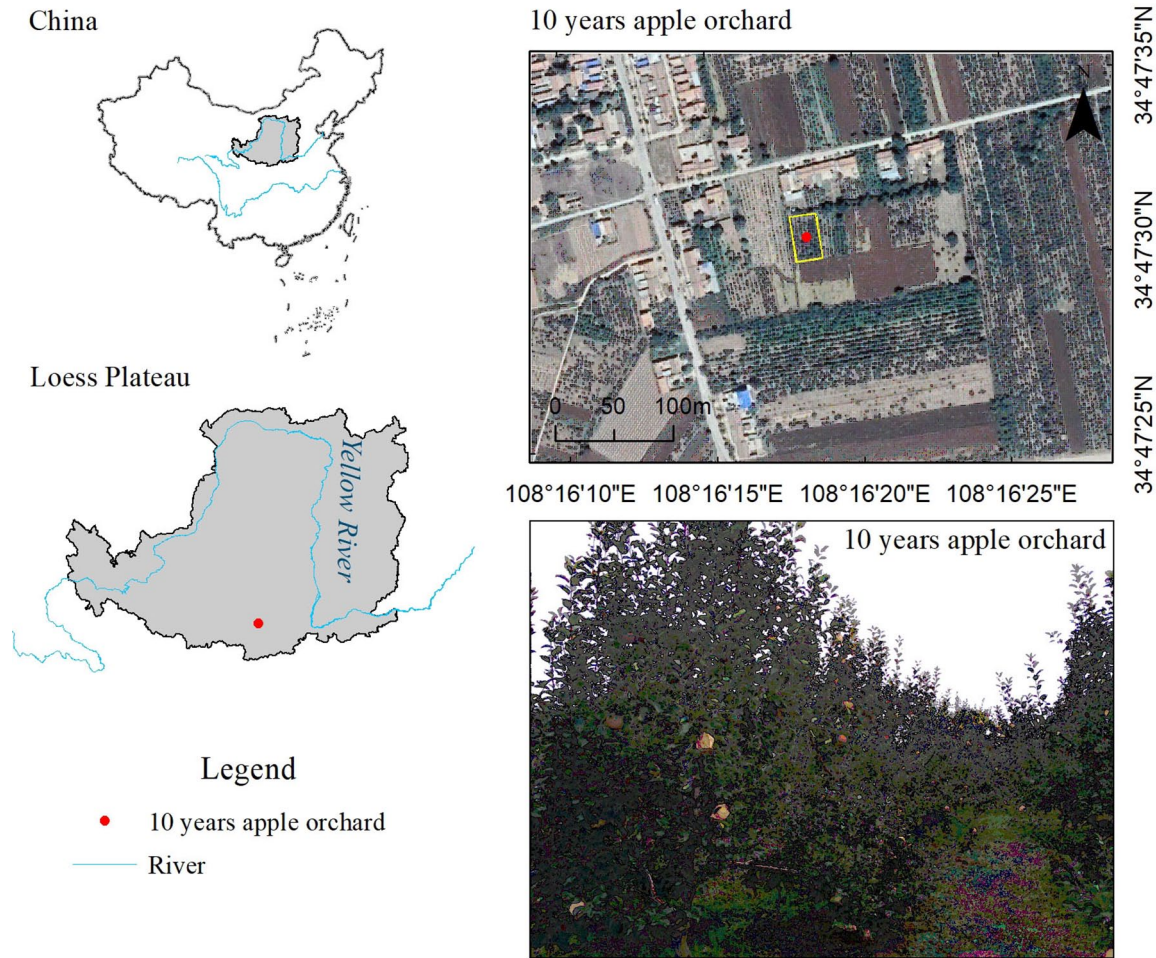 China
10 years apple orchard
34°47'35"N
N
34°47'30"N
34°47'25"N
0 50 100m
108°16'10"E 108°16'15"E 108°16'20"E 108°16'25"E
Loess Plateau
Yellow River
10 years apple orchard
Legend
10 years apple orchard
River